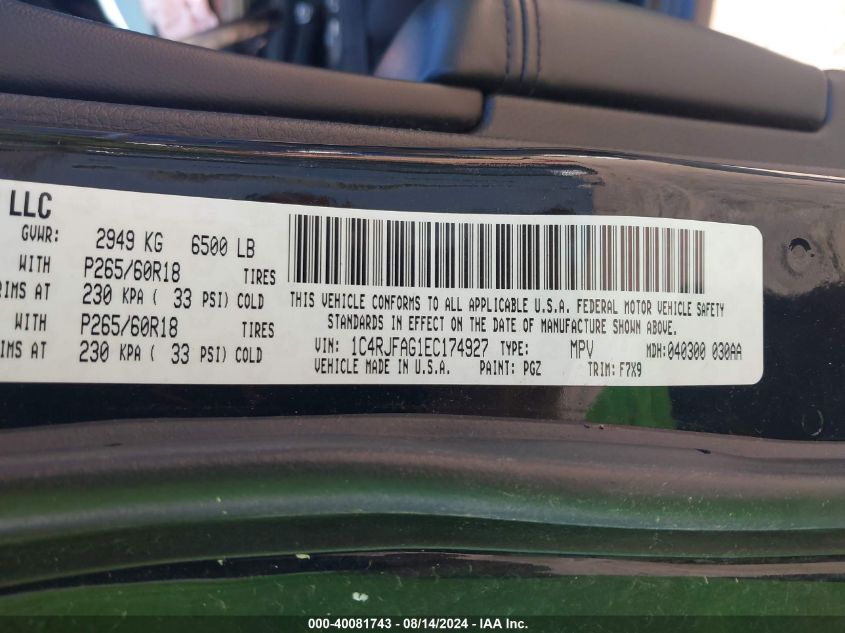 LLC
GVWR: 2949 KG 6500 LB
WITH P265/60R18 TIRES
RIMS AT 230 KPA ( 33 PSI) COLD
WITH P265/60R18 TIRES
RIMS AT 230 KPA ( 33 PSI) COLD
THIS VEHICLE CONFORMS TO ALL APPLICABLE U.S.A. FEDERAL MOTOR VEHICLE SAFETY
STANDARDS IN EFFECT ON THE DATE OF MANUFACTURE SHOWN ABOVE.
VIN: 1C4RJFAG1EC174927 TYPE: MPV MDH: 040300 030AA
VEHICLE MADE IN U.S.A. PAINT: PGZ TRIM: F7X9
000-40081743 - 08/14/2024 - IAA Inc.